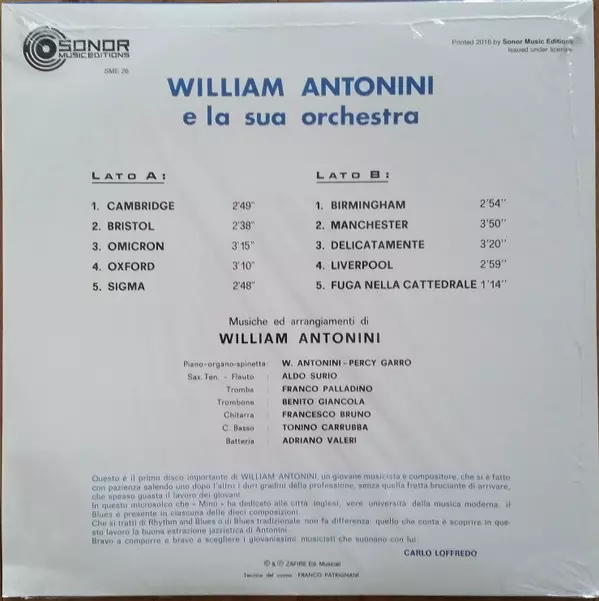 SONOR
MUSIC EDITIONS
SME 26
Printed 2016 by Sonor Music Editions
Issued under license
WILLIAM ANTONINI
e la sua orchestra
LATO A:
1. CAMBRIDGE 2'49"
2. BRISTOL 2'38"
3. OMICRON 3'15"
4. OXFORD 3'10"
5. SIGMA 2'48"
LATO B:
1. BIRMINGHAM 2'54''
2. MANCHESTER 3'50''
3. DELICATAMENTE 3'20''
4. LIVERPOOL 2'59''
5. FUGA NELLA CATTEDRALE 1'14''
Musiche ed arrangiamenti di
WILLIAM ANTONINI
Piano-organo-spinetta : W. ANTONINI - PERCY GARRO
Sax. Ten. - Flauto : ALDO SURIO
Tromba : FRANCO PALLADINO
Trombone : BENITO GIANCOLA
Chitarra : FRANCESCO BRUNO
C. Basso : TONINO CARRUBBA
Batteria : ADRIANO VALERI
Questo è il primo disco importante di WILLIAM ANTONINI, un giovane musicista e compositore, che si è fatto
con pazienza salendo uno dopo l'altro i duri gradini della professione, senza quella fretta bruciante di arrivare,
che spesso guasta il lavoro dei giovani.
In questo microsolco che - Mino - ha dedicato alle città inglesi, vere università della musica moderna, il
Blues è presente in ciascuna delle dieci composizioni.
Che si tratti di Rhythm and Blues o di Blues tradizionale non fa differenza: quello che conta è scoprire in que-
sto lavoro la buona estrazione jazzistica di Antonini.
Bravo a comporre e bravo a scegliere i giovanissimi musicisti che suonano con lui.
CARLO LOFFREDO
© & ℗ ZAFIRE Ed. Musicali
Tecnico del suono: FRANCO PATRIGNANI